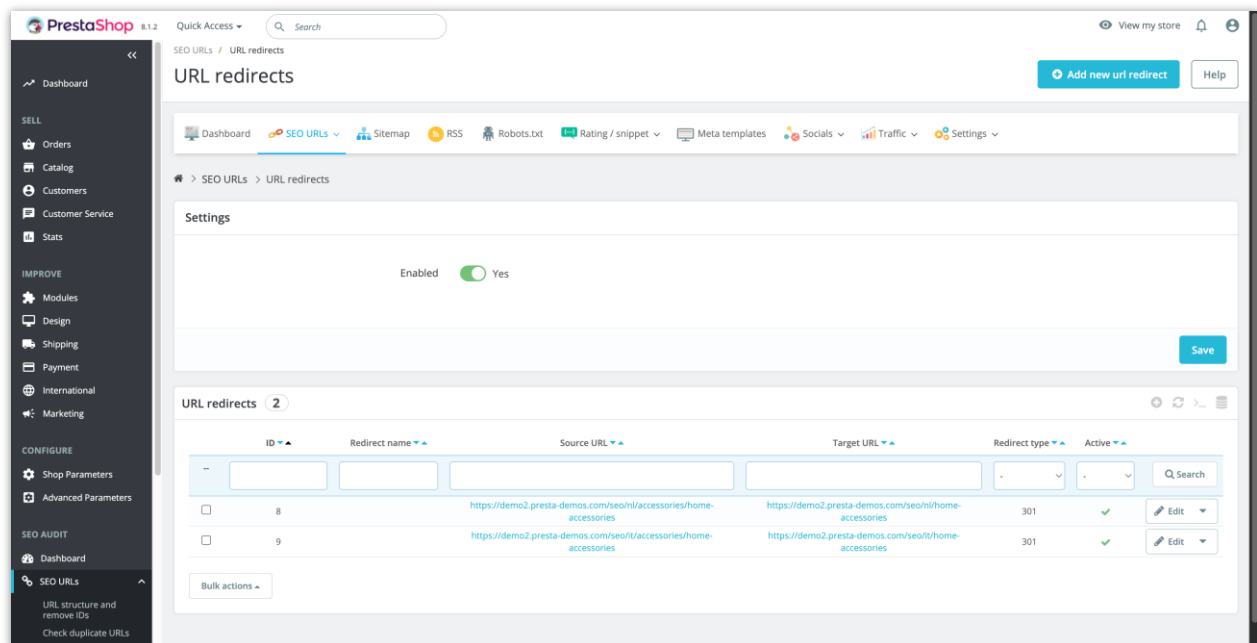 PrestaShop 8.1.2 Quick Access Search View my store
SEO URLs / URL redirects
URL redirects
Add new url redirect Help
Dashboard
SELL
Orders
Catalog
Customers
Customer Service
Stats
IMPROVE
Modules
Design
Shipping
Payment
International
Marketing
CONFIGURE
Shop Parameters
Advanced Parameters
SEO AUDIT
Dashboard
SEO URLs
URL structure and
remove IDs
Check duplicate URLs
Dashboard SEO URLs Sitemap RSS Robots.txt Rating / snippet Meta templates Socials Traffic Settings
> SEO URLs > URL redirects
Settings
Enabled Yes
Save
URL redirects 2
ID Redirect name Source URL Target URL Redirect type Active
-- - - Search
8 https://demo2.presta-demos.com/seo/nl/accessories/home-
accessories https://demo2.presta-demos.com/seo/nl/home-
accessories 301 Edit
9 https://demo2.presta-demos.com/seo/it/accessories/home-
accessories https://demo2.presta-demos.com/seo/it/home-
accessories 301 Edit
Bulk actions